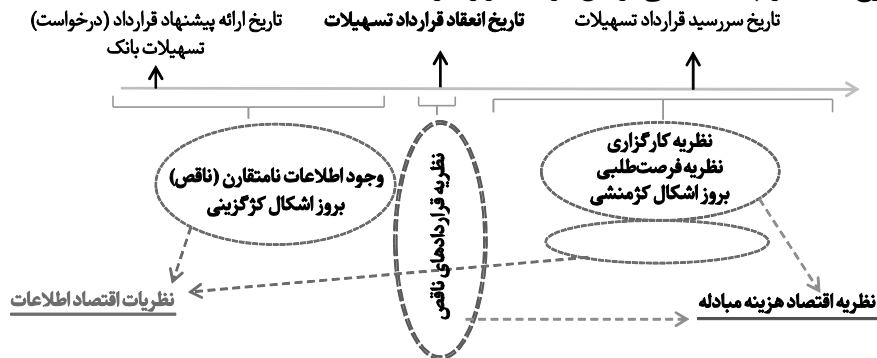 تاریخ سررسید قرارداد تسهیلات
تاریخ انعقاد قرارداد تسهیلات
تاریخ ارائه پیشنهاد قرارداد (درخواست)
تسهیلات بانک
نظریه کارگزاری
نظریه فرصت‌طلبی
بروز اشکال کژمنشی
نظریه قراردادهای ناقص
وجود اطلاعات نامتقارن (ناقص)
بروز اشکال کژگزینی
نظریه اقتصاد هزینه مبادله
نظریات اقتصاد اطلاعات